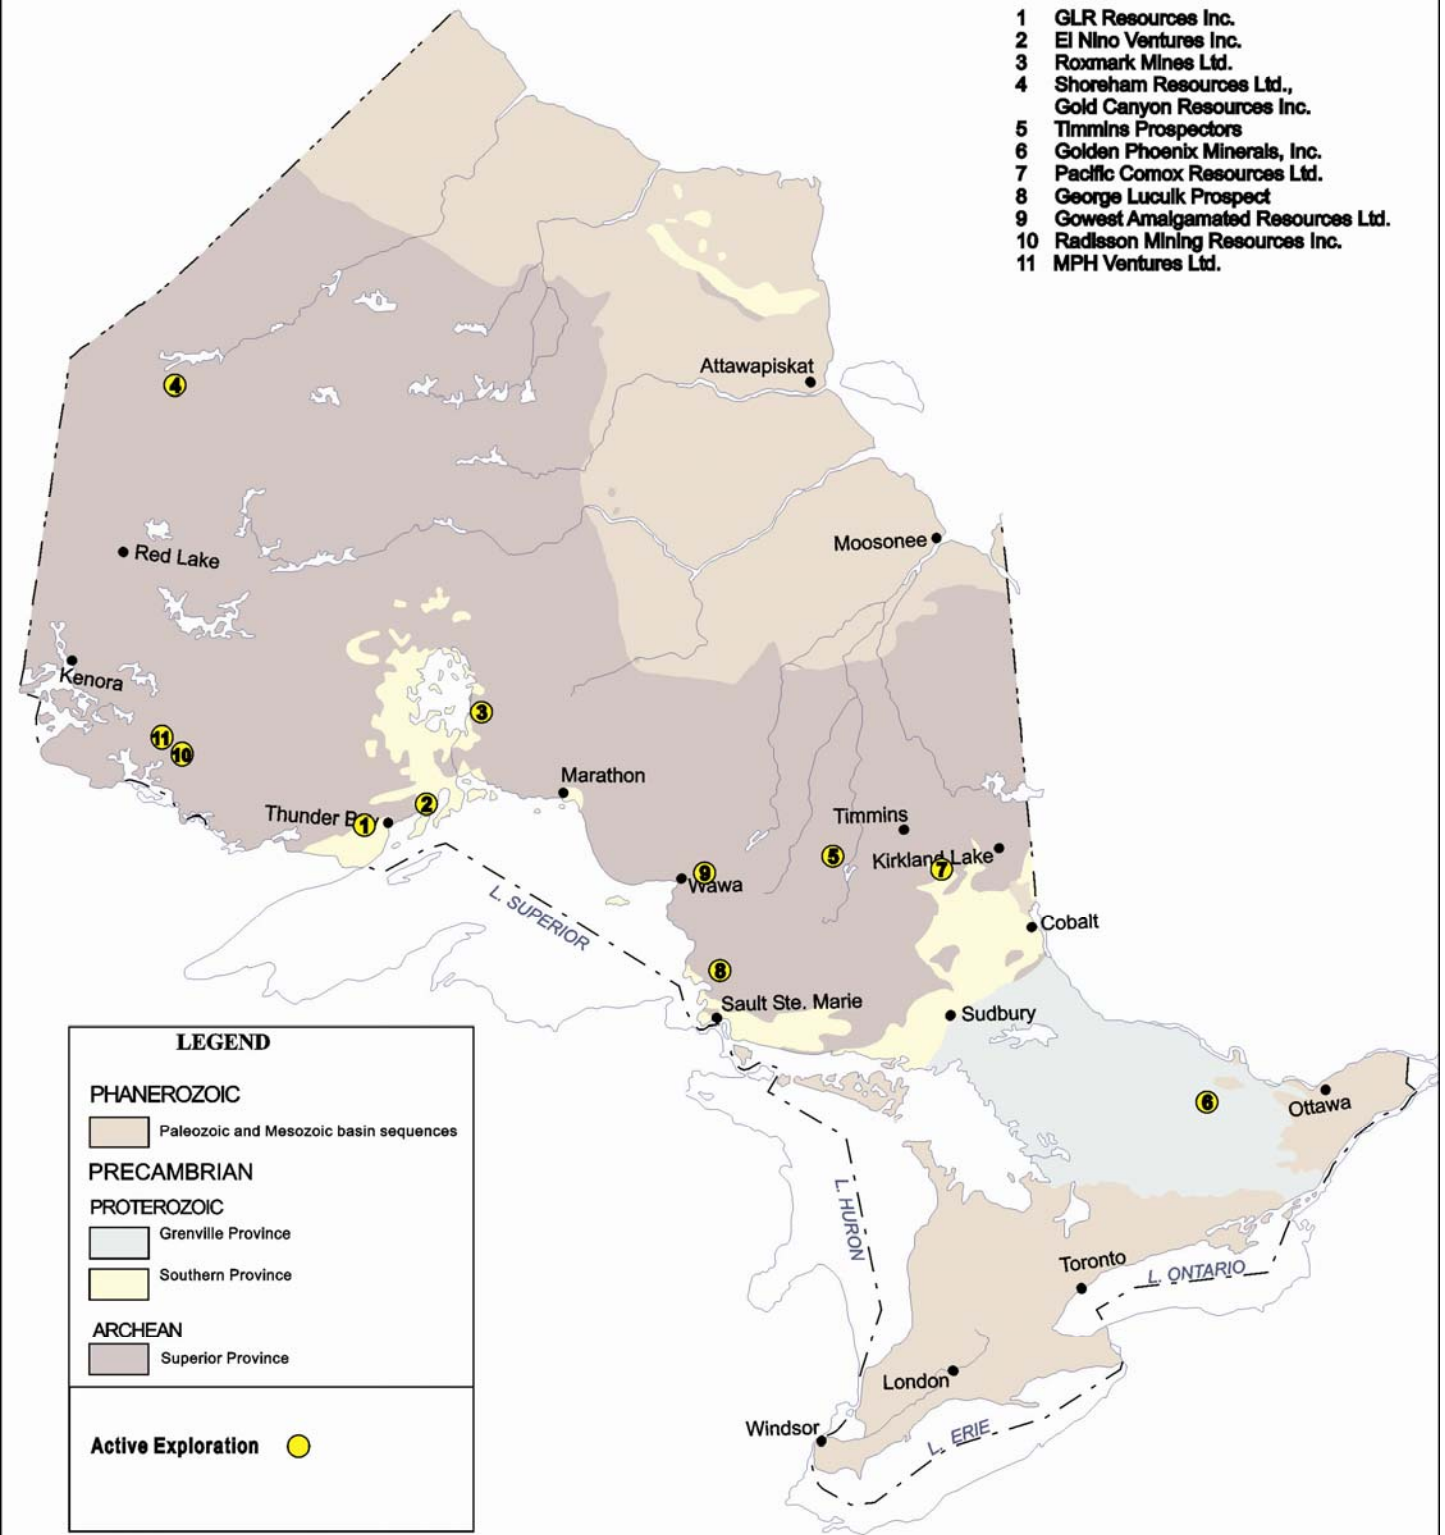 1 GLR Resources Inc.
2 El Nino Ventures Inc.
3 Roxmark Mines Ltd.
4 Shoreham Resources Ltd.,
Gold Canyon Resources Inc.
5 Timmins Prospectors
6 Golden Phoenix Minerals, Inc.
7 Pacific Comox Resources Ltd.
8 George Luculk Prospect
9 Gowest Amalgamated Resources Ltd.
10 Radisson Mining Resources Inc.
11 MPH Ventures Ltd.
Attawapiskat
4
Moosonee
Red Lake
Kenora
3
11
10
Marathon
2
Thunder Bay
1
Timmins
5
Kirkland Lake
7
9
Wawa
L. SUPERIOR
Cobalt
8
Sault Ste. Marie
Sudbury
6
Ottawa
L. HURON
Toronto
L. ONTARIO
London
Windsor
L. ERIE
LEGEND
PHANEROZOIC
Paleozoic and Mesozoic basin sequences
PRECAMBRIAN
PROTEROZOIC
Grenville Province
Southern Province
ARCHEAN
Superior Province
Active Exploration